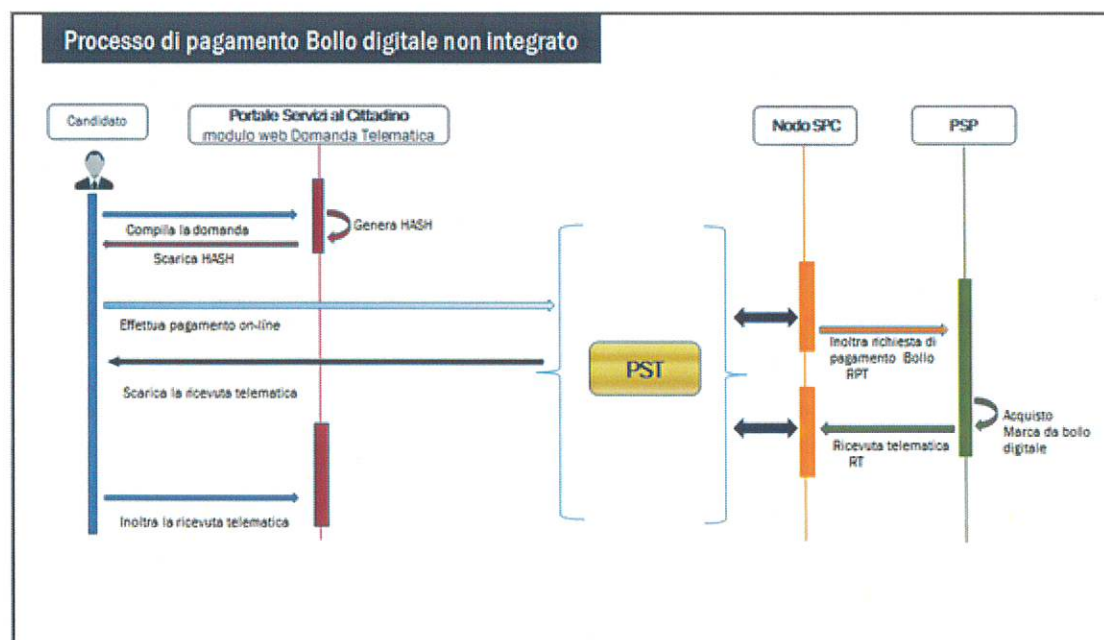 Processo di pagamento Bollo digitale non integrato
Candidato
Portale Servizi al Cittadino
modulo web Domanda Telematica
Nodo SPC
PSP
Compila la domanda
Genera HASH
Scarica HASH
Effettua pagamento on-line
Inoltra richiesta di
pagamento Bollo
RPT
PST
Scarica la ricevuta telematica
Acquisto
Marca da bollo
digitale
Ricevuta telematica
RT
Inoltra la ricevuta telematica